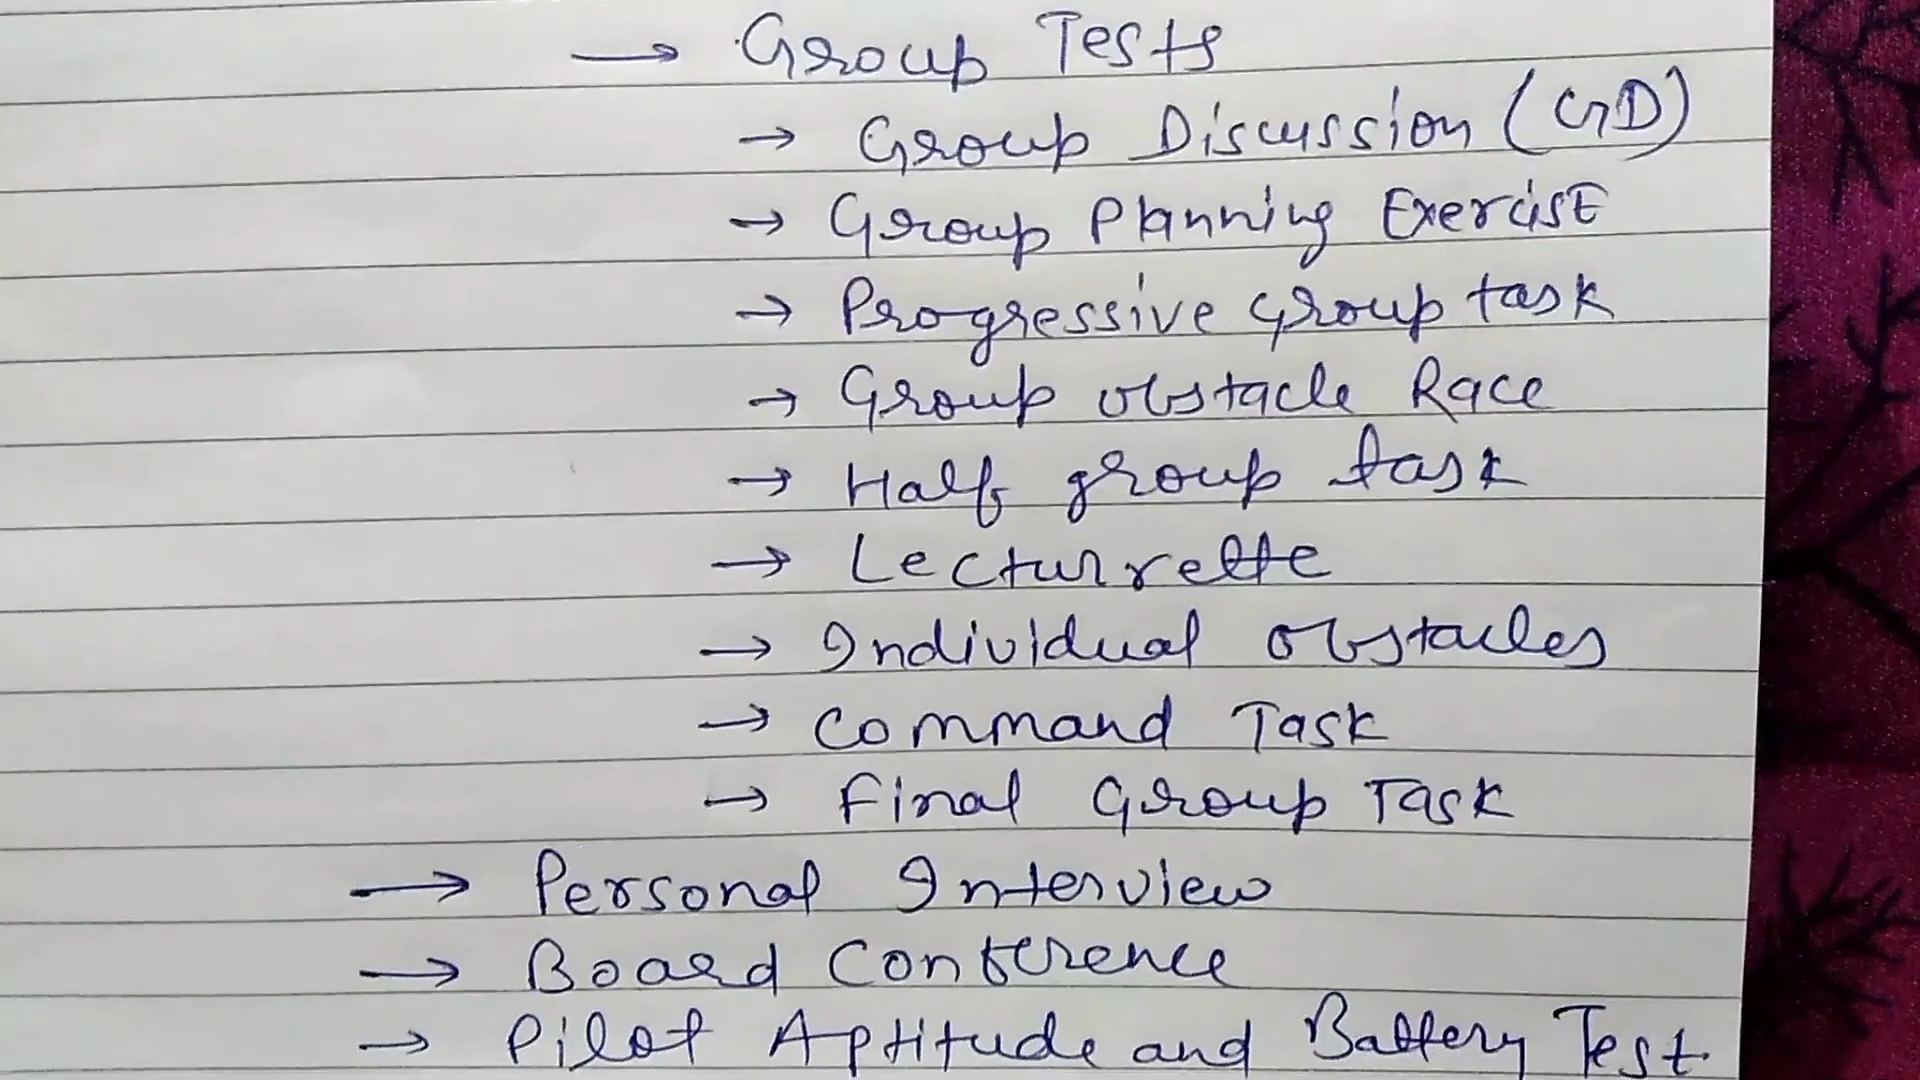 → Group Tests
→ Group Discussion (GD)
→ Group Planning Exercise
→ Progressive group task
→ Group obstacle Race
→ Half group task
→ Lecturrette
→ Individual obstacles
→ Command Task
→ Final Group Task
→ Personal Interview
→ Board Conference
→ Pilot Aptitude and Battery Test.